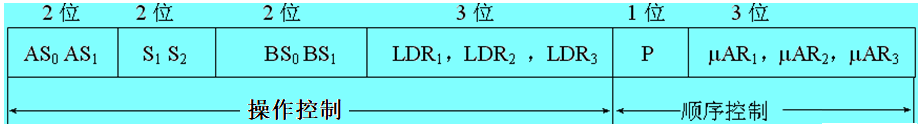 2 位 2 位 2 位 3 位 1 位 3 位
AS₀ AS₁ S₁ S₂ BS₀ BS₁ LDR₁，LDR₂ ，LDR₃ P μAR₁，μAR₂，μAR₃
操作控制 顺序控制